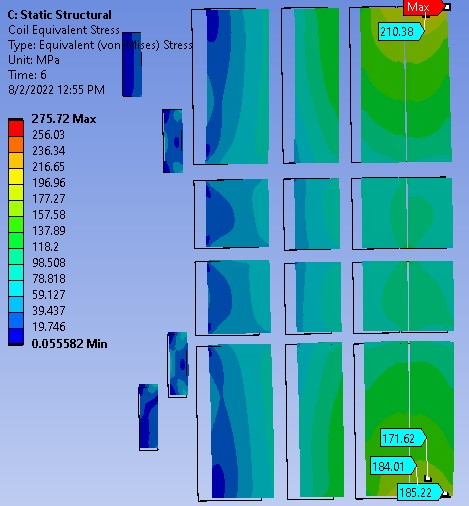 C: Static Structural
Coil Equivalent Stress
Type: Equivalent (von-Mises) Stress
Unit: MPa
Time: 6
8/2/2022 12:55 PM
275.72 Max
256.03
236.34
216.65
196.96
177.27
157.58
137.89
118.2
98.508
78.818
59.127
39.437
19.746
0.055582 Min
Max
210.38
171.62
184.01
185.22